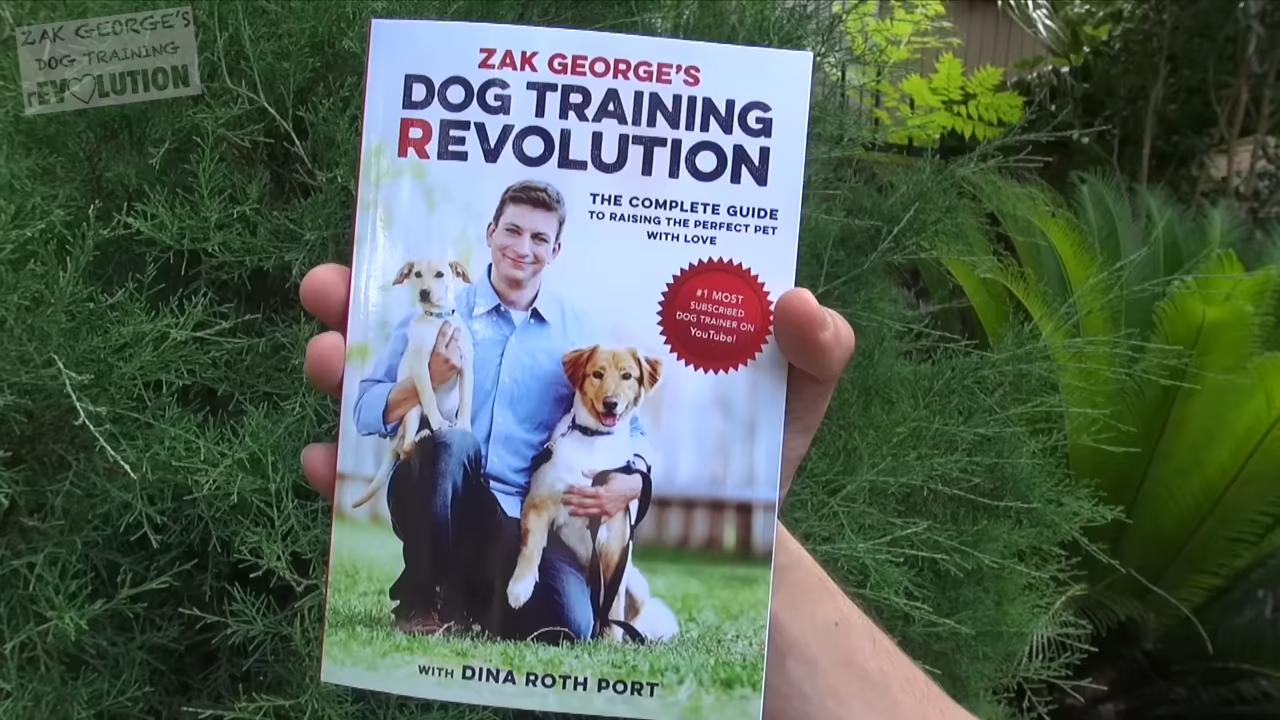 ZAK GEORGE'S
DOG TRAINING
rEVOLUTION
ZAK GEORGE'S
DOG TRAINING
REVOLUTION
THE COMPLETE GUIDE
TO RAISING THE PERFECT PET
WITH LOVE
#1 MOST
SUBSCRIBED
DOG TRAINER ON
YouTube!
WITH DINA ROTH PORT